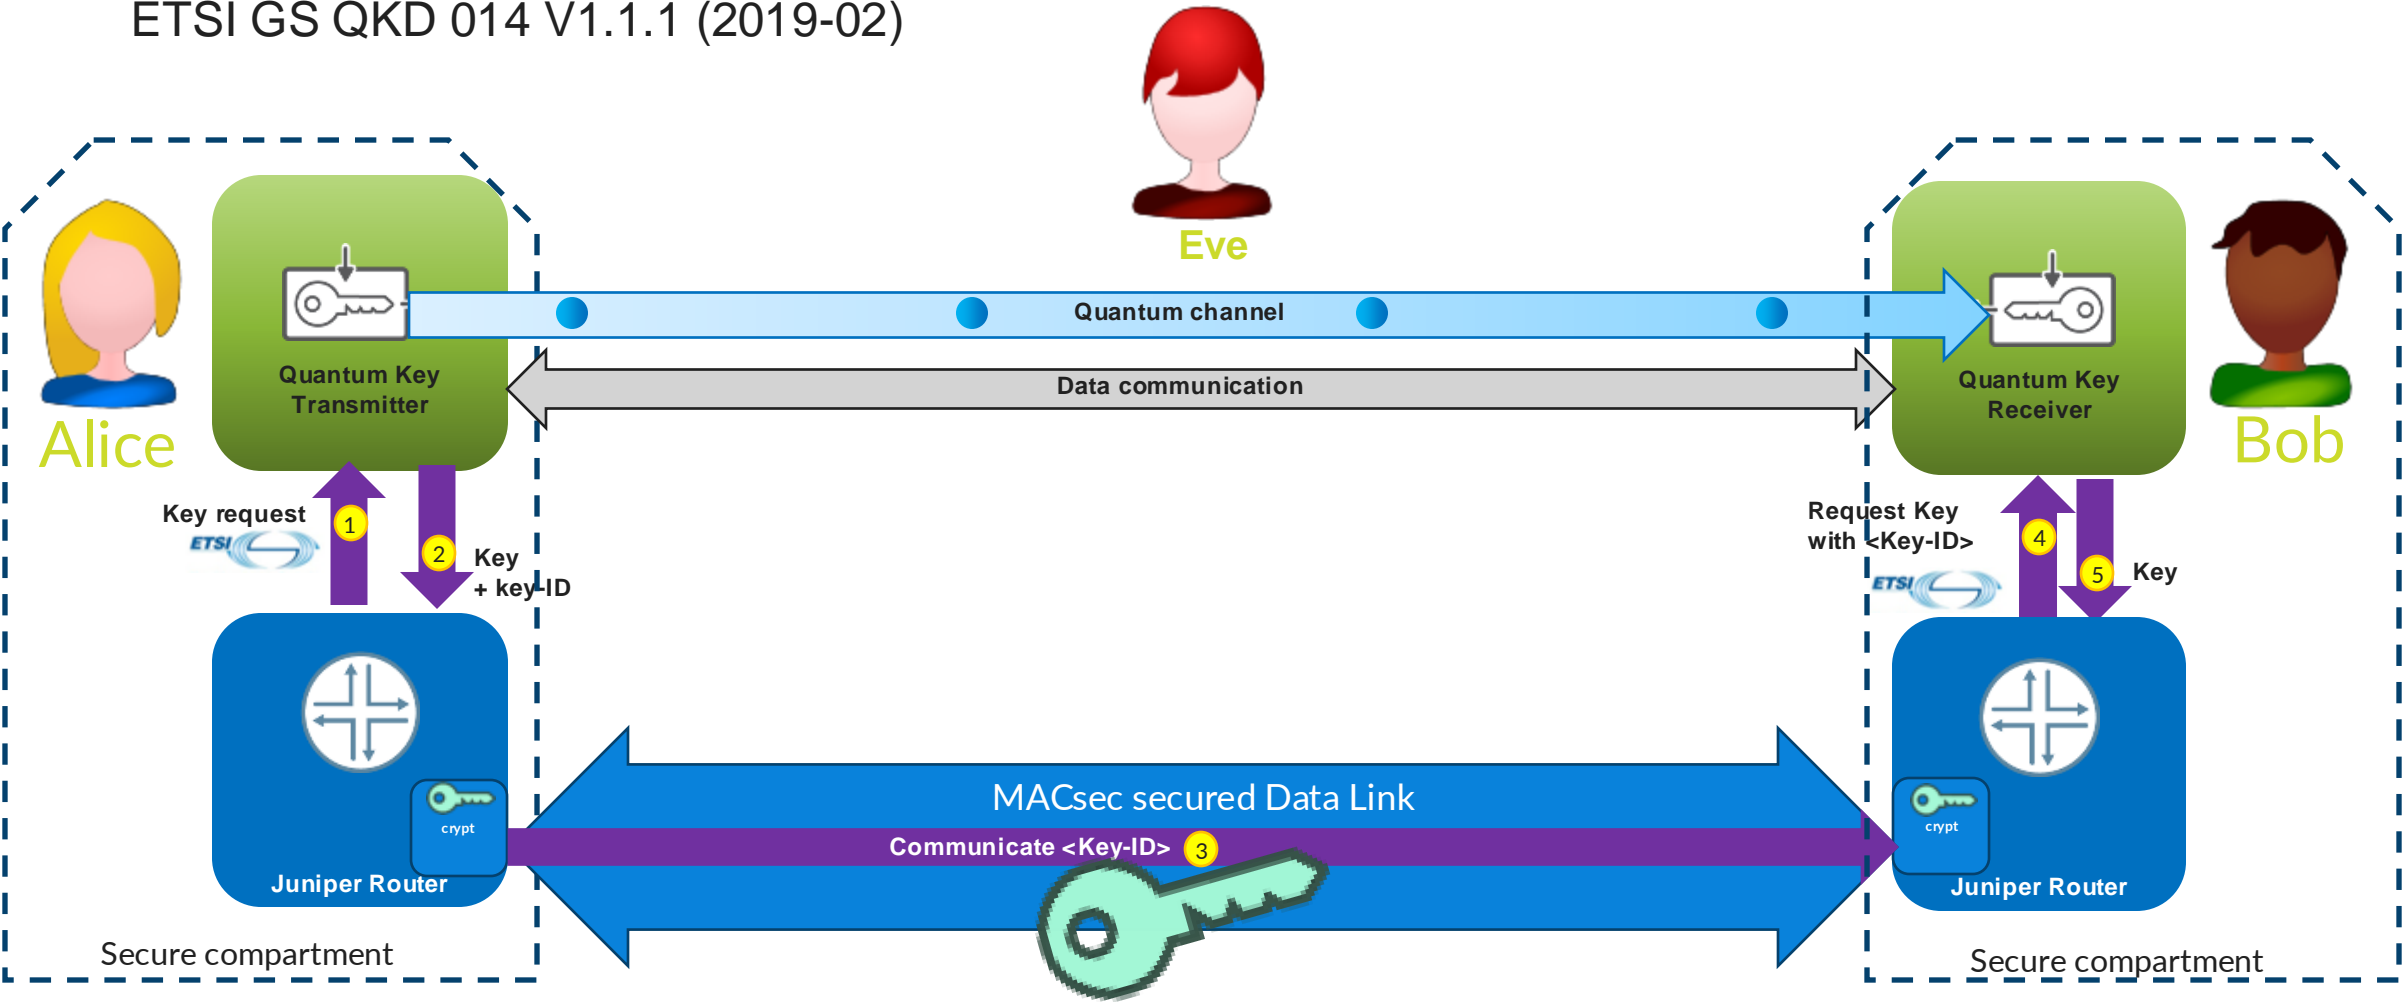 ETSI GS QKD 014 V1.1.1 (2019-02)
Eve
Quantum channel
Data communication
Quantum Key
Transmitter
Alice
Quantum Key
Receiver
Bob
Key request
ETSI
1
2
Key
+ key-ID
Request Key
with <Key-ID>
ETSI
4
5
Key
MACsec secured Data Link
Communicate <Key-ID>
3
crypt
Juniper Router
crypt
Juniper Router
Secure compartment
Secure compartment